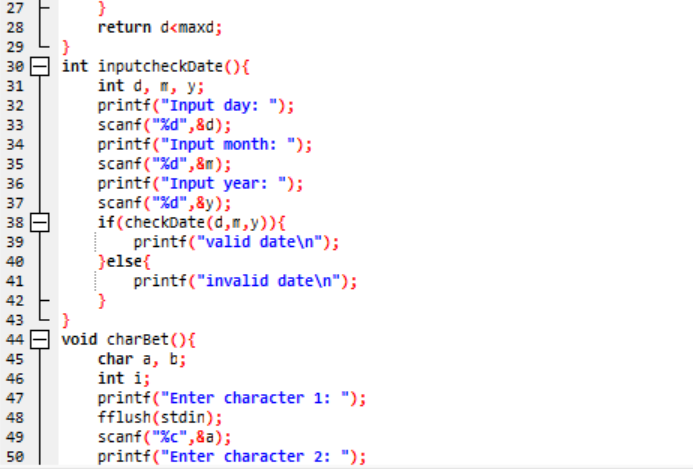 27 }
28 return d<maxd;
29 }
30 int inputcheckDate(){
31 int d, m, y;
32 printf("Input day: ");
33 scanf("%d",&d);
34 printf("Input month: ");
35 scanf("%d",&m);
36 printf("Input year: ");
37 scanf("%d",&y);
38 if(checkDate(d,m,y)){
39 printf("valid date\n");
40 }else{
41 printf("invalid date\n");
42 }
43 }
44 void charBet(){
45 char a, b;
46 int i;
47 printf("Enter character 1: ");
48 fflush(stdin);
49 scanf("%c",&a);
50 printf("Enter character 2: ");